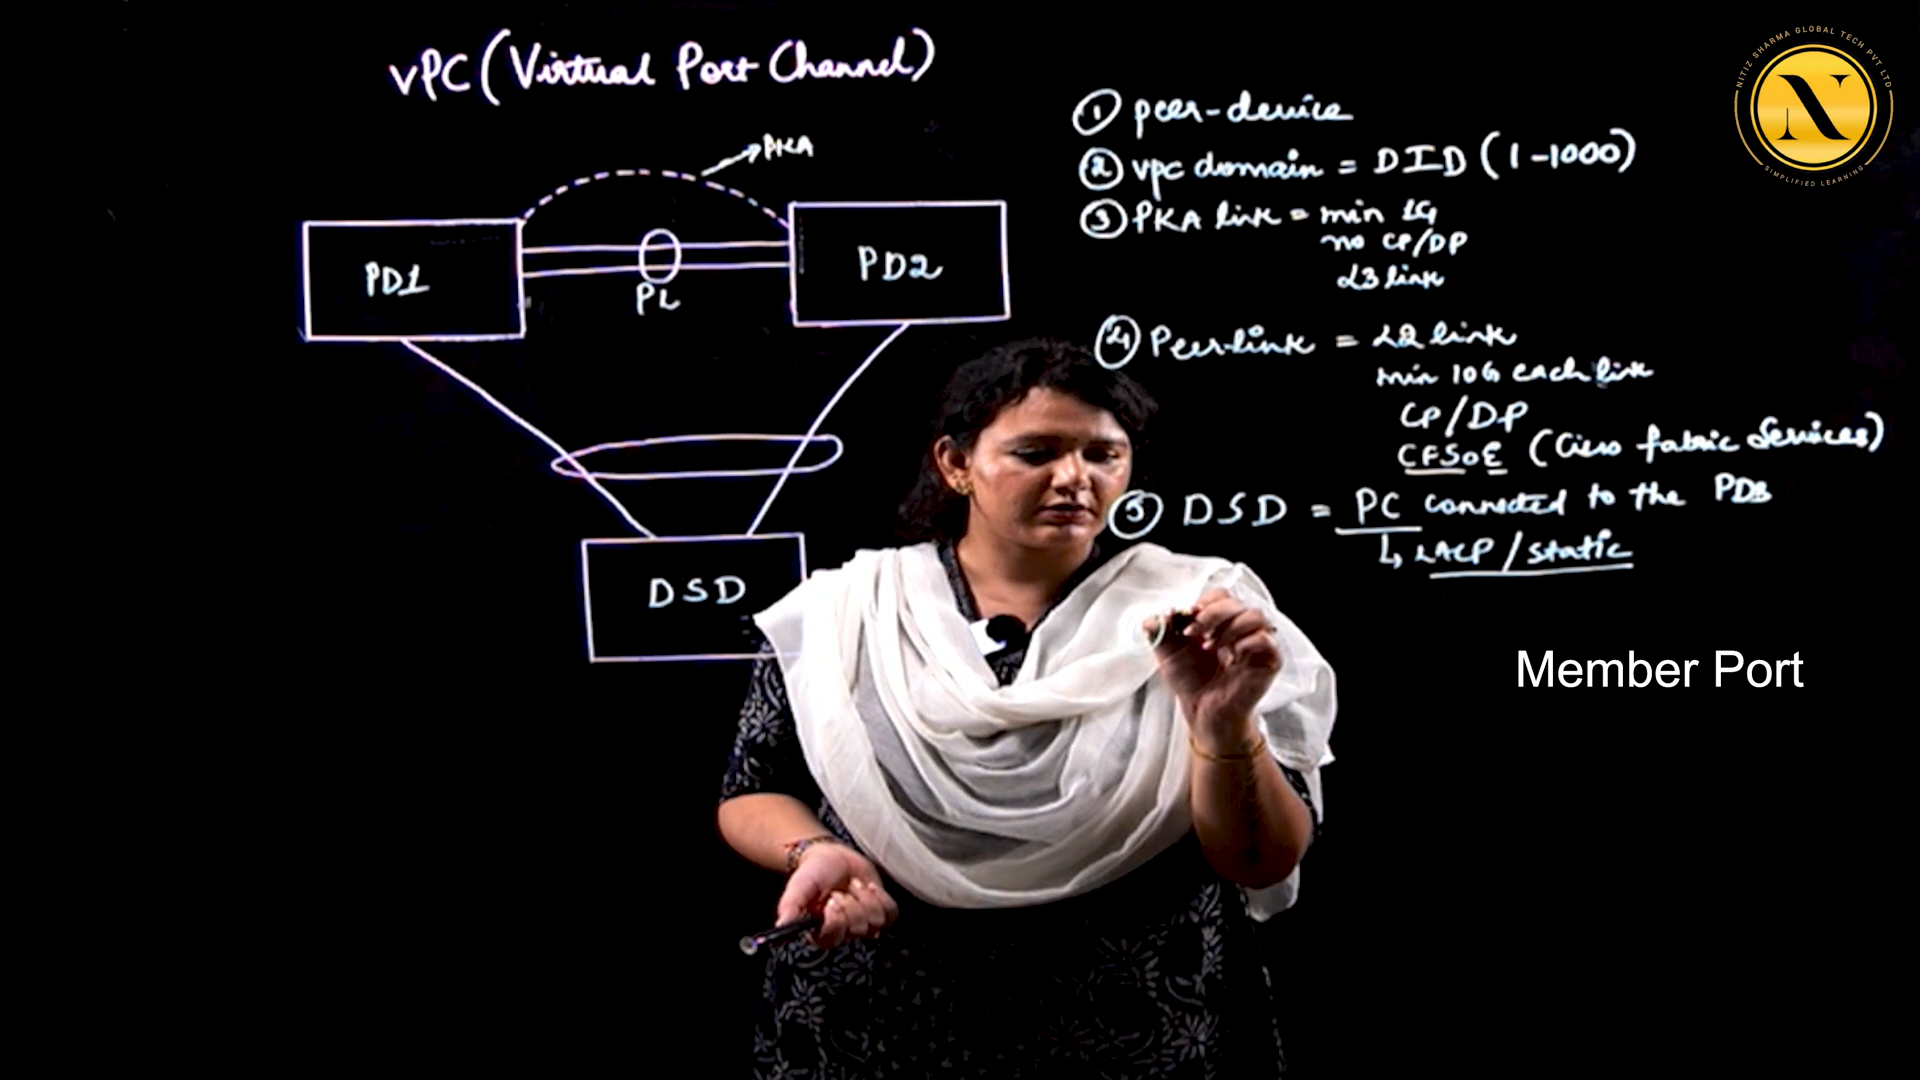 vPC (Virtual Port Channel)
PKA
PD1
PD2
PL
DSD
① peer-device
② vpc domain = DID (1-1000)
③ PKA link = min 1G
no CP/DP
L3 link
④ Peer-link = L2 link
min 10G each link
CP/DP
CFSOE (Cisco fabric Services)
⑤ DSD = PC connected to the PDs
↳ LACP / static
Member Port
NITIZ SHARMA GLOBAL TECH PVT LTD
N
SIMPLIFIED LEARNING